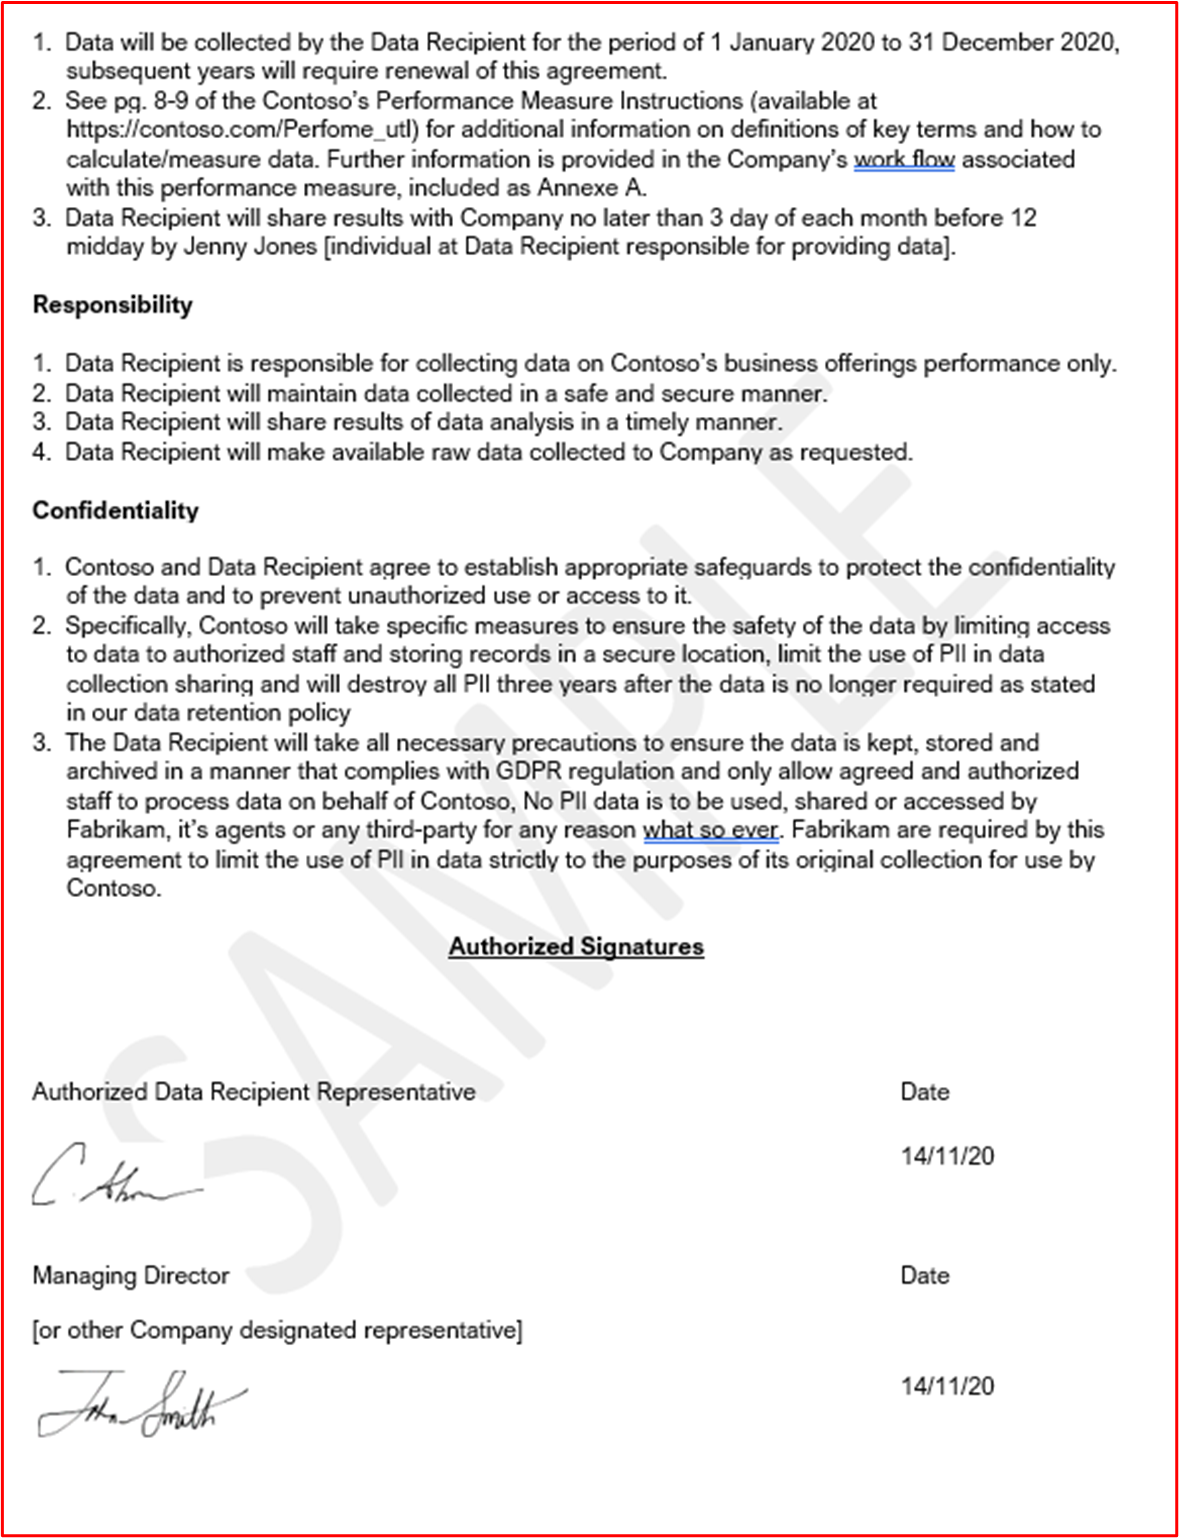 1. Data will be collected by the Data Recipient for the period of 1 January 2020 to 31 December 2020,
subsequent years will require renewal of this agreement.
2. See pg. 8-9 of the Contoso's Performance Measure Instructions (available at
https://contoso.com/Perfome_utl) for additional information on definitions of key terms and how to
calculate/measure data. Further information is provided in the Company's work flow associated
with this performance measure, included as Annexe A.
3. Data Recipient will share results with Company no later than 3 day of each month before 12
midday by Jenny Jones [individual at Data Recipient responsible for providing data].
Responsibility
1. Data Recipient is responsible for collecting data on Contoso's business offerings performance only.
2. Data Recipient will maintain data collected in a safe and secure manner.
3. Data Recipient will share results of data analysis in a timely manner.
4. Data Recipient will make available raw data collected to Company as requested.
Confidentiality
1. Contoso and Data Recipient agree to establish appropriate safeguards to protect the confidentiality
of the data and to prevent unauthorized use or access to it.
2. Specifically, Contoso will take specific measures to ensure the safety of the data by limiting access
to data to authorized staff and storing records in a secure location, limit the use of PII in data
collection sharing and will destroy all PII three years after the data is no longer required as stated
in our data retention policy
3. The Data Recipient will take all necessary precautions to ensure the data is kept, stored and
archived in a manner that complies with GDPR regulation and only allow agreed and authorized
staff to process data on behalf of Contoso, No PII data is to be used, shared or accessed by
Fabrikam, it's agents or any third-party for any reason what so ever. Fabrikam are required by this
agreement to limit the use of PII in data strictly to the purposes of its original collection for use by
Contoso.
Authorized Signatures
Authorized Data Recipient Representative Date
C. 14/11/20
Managing Director Date
[or other Company designated representative]
John Smith 14/11/20
SAMPLE